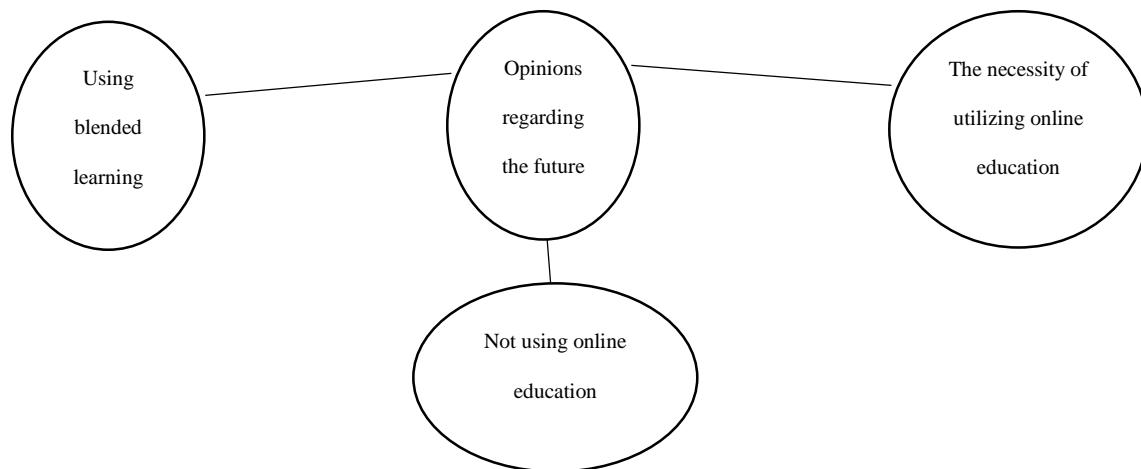 Using
blended
learning
Opinions
regarding
the future
The necessity of
utilizing online
education
Not using online
education